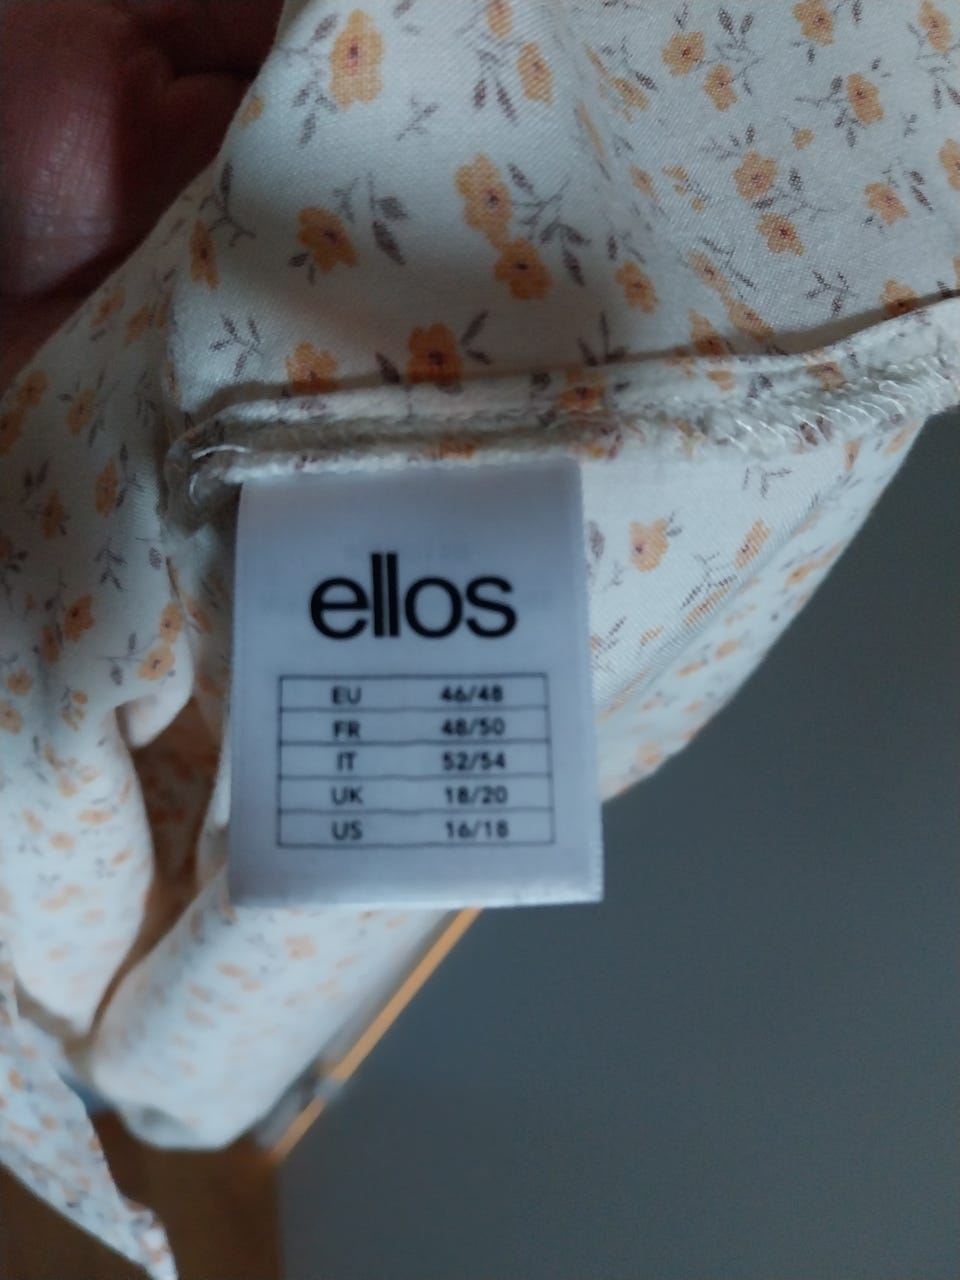 ellos
EU 46/48
FR 48/50
IT 52/54
UK 18/20
US 16/18